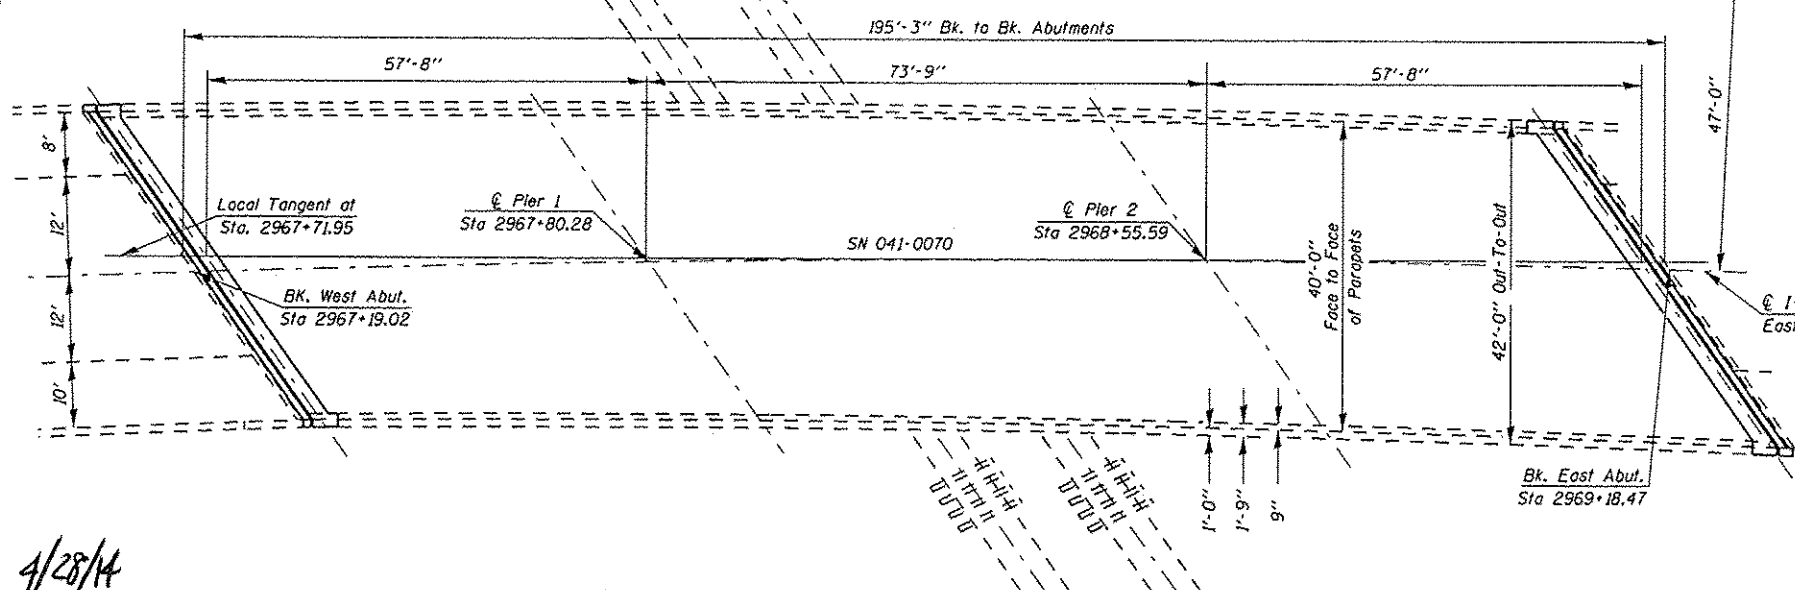 195'-3" Bk. to Bk. Abutments
57'-8"
73'-9"
57'-8"
47'-0"
8'
12'
12'
10'
Local Tangent at
Sta. 2967+71.95
℄ Pier 1
Sta 2967+80.28
℄ Pier 2
Sta 2968+55.59
SN 041-0070
BK. West Abut.
Sta 2967+19.02
40'-0"
Face to Face
of Parapets
42'-0" Out-To-Out
℄ I-
East
1'-0"
1'-9"
9"
Bk. East Abut.
Sta 2969+18.47
4/28/14